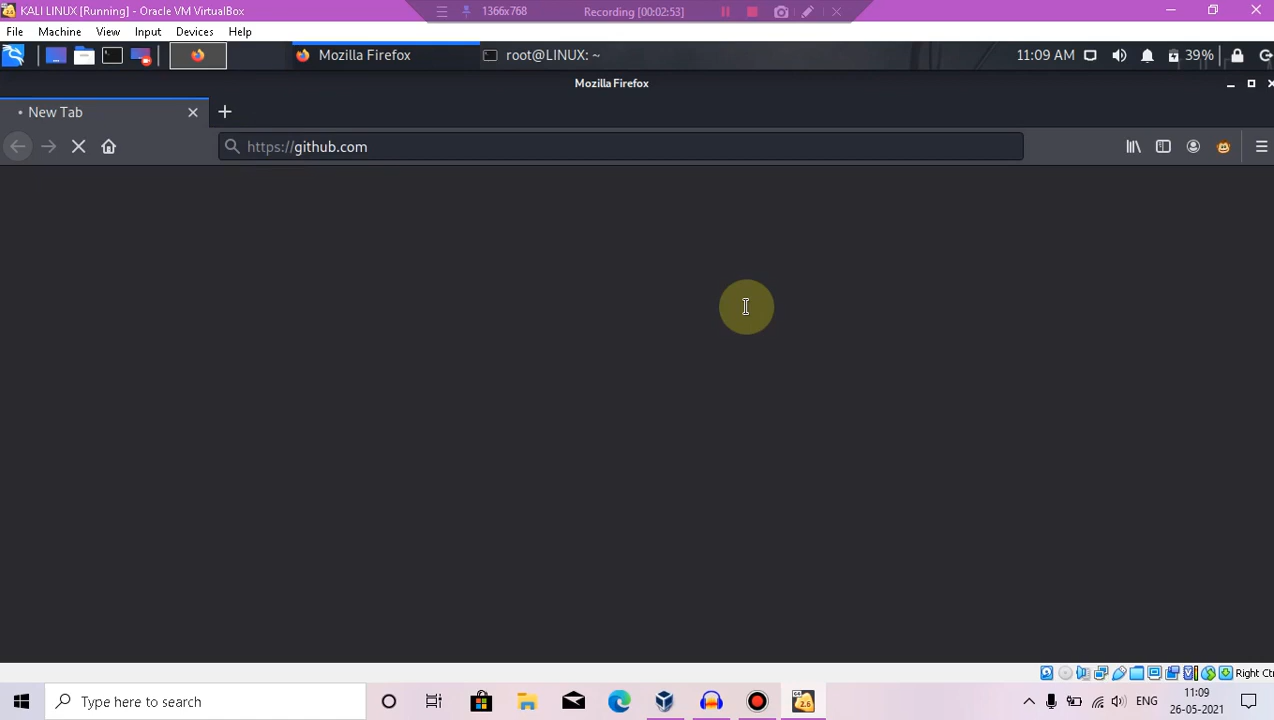 KALI LINUX [Running] - Oracle VM VirtualBox
1366x768
Recording [00:02:53]
File Machine View Input Devices Help
Mozilla Firefox
root@LINUX: ~
11:09 AM
39%
Mozilla Firefox
New Tab
https://github.com
Right Ctrl
Type here to search
2.6
ENG
11:09
26-05-2021